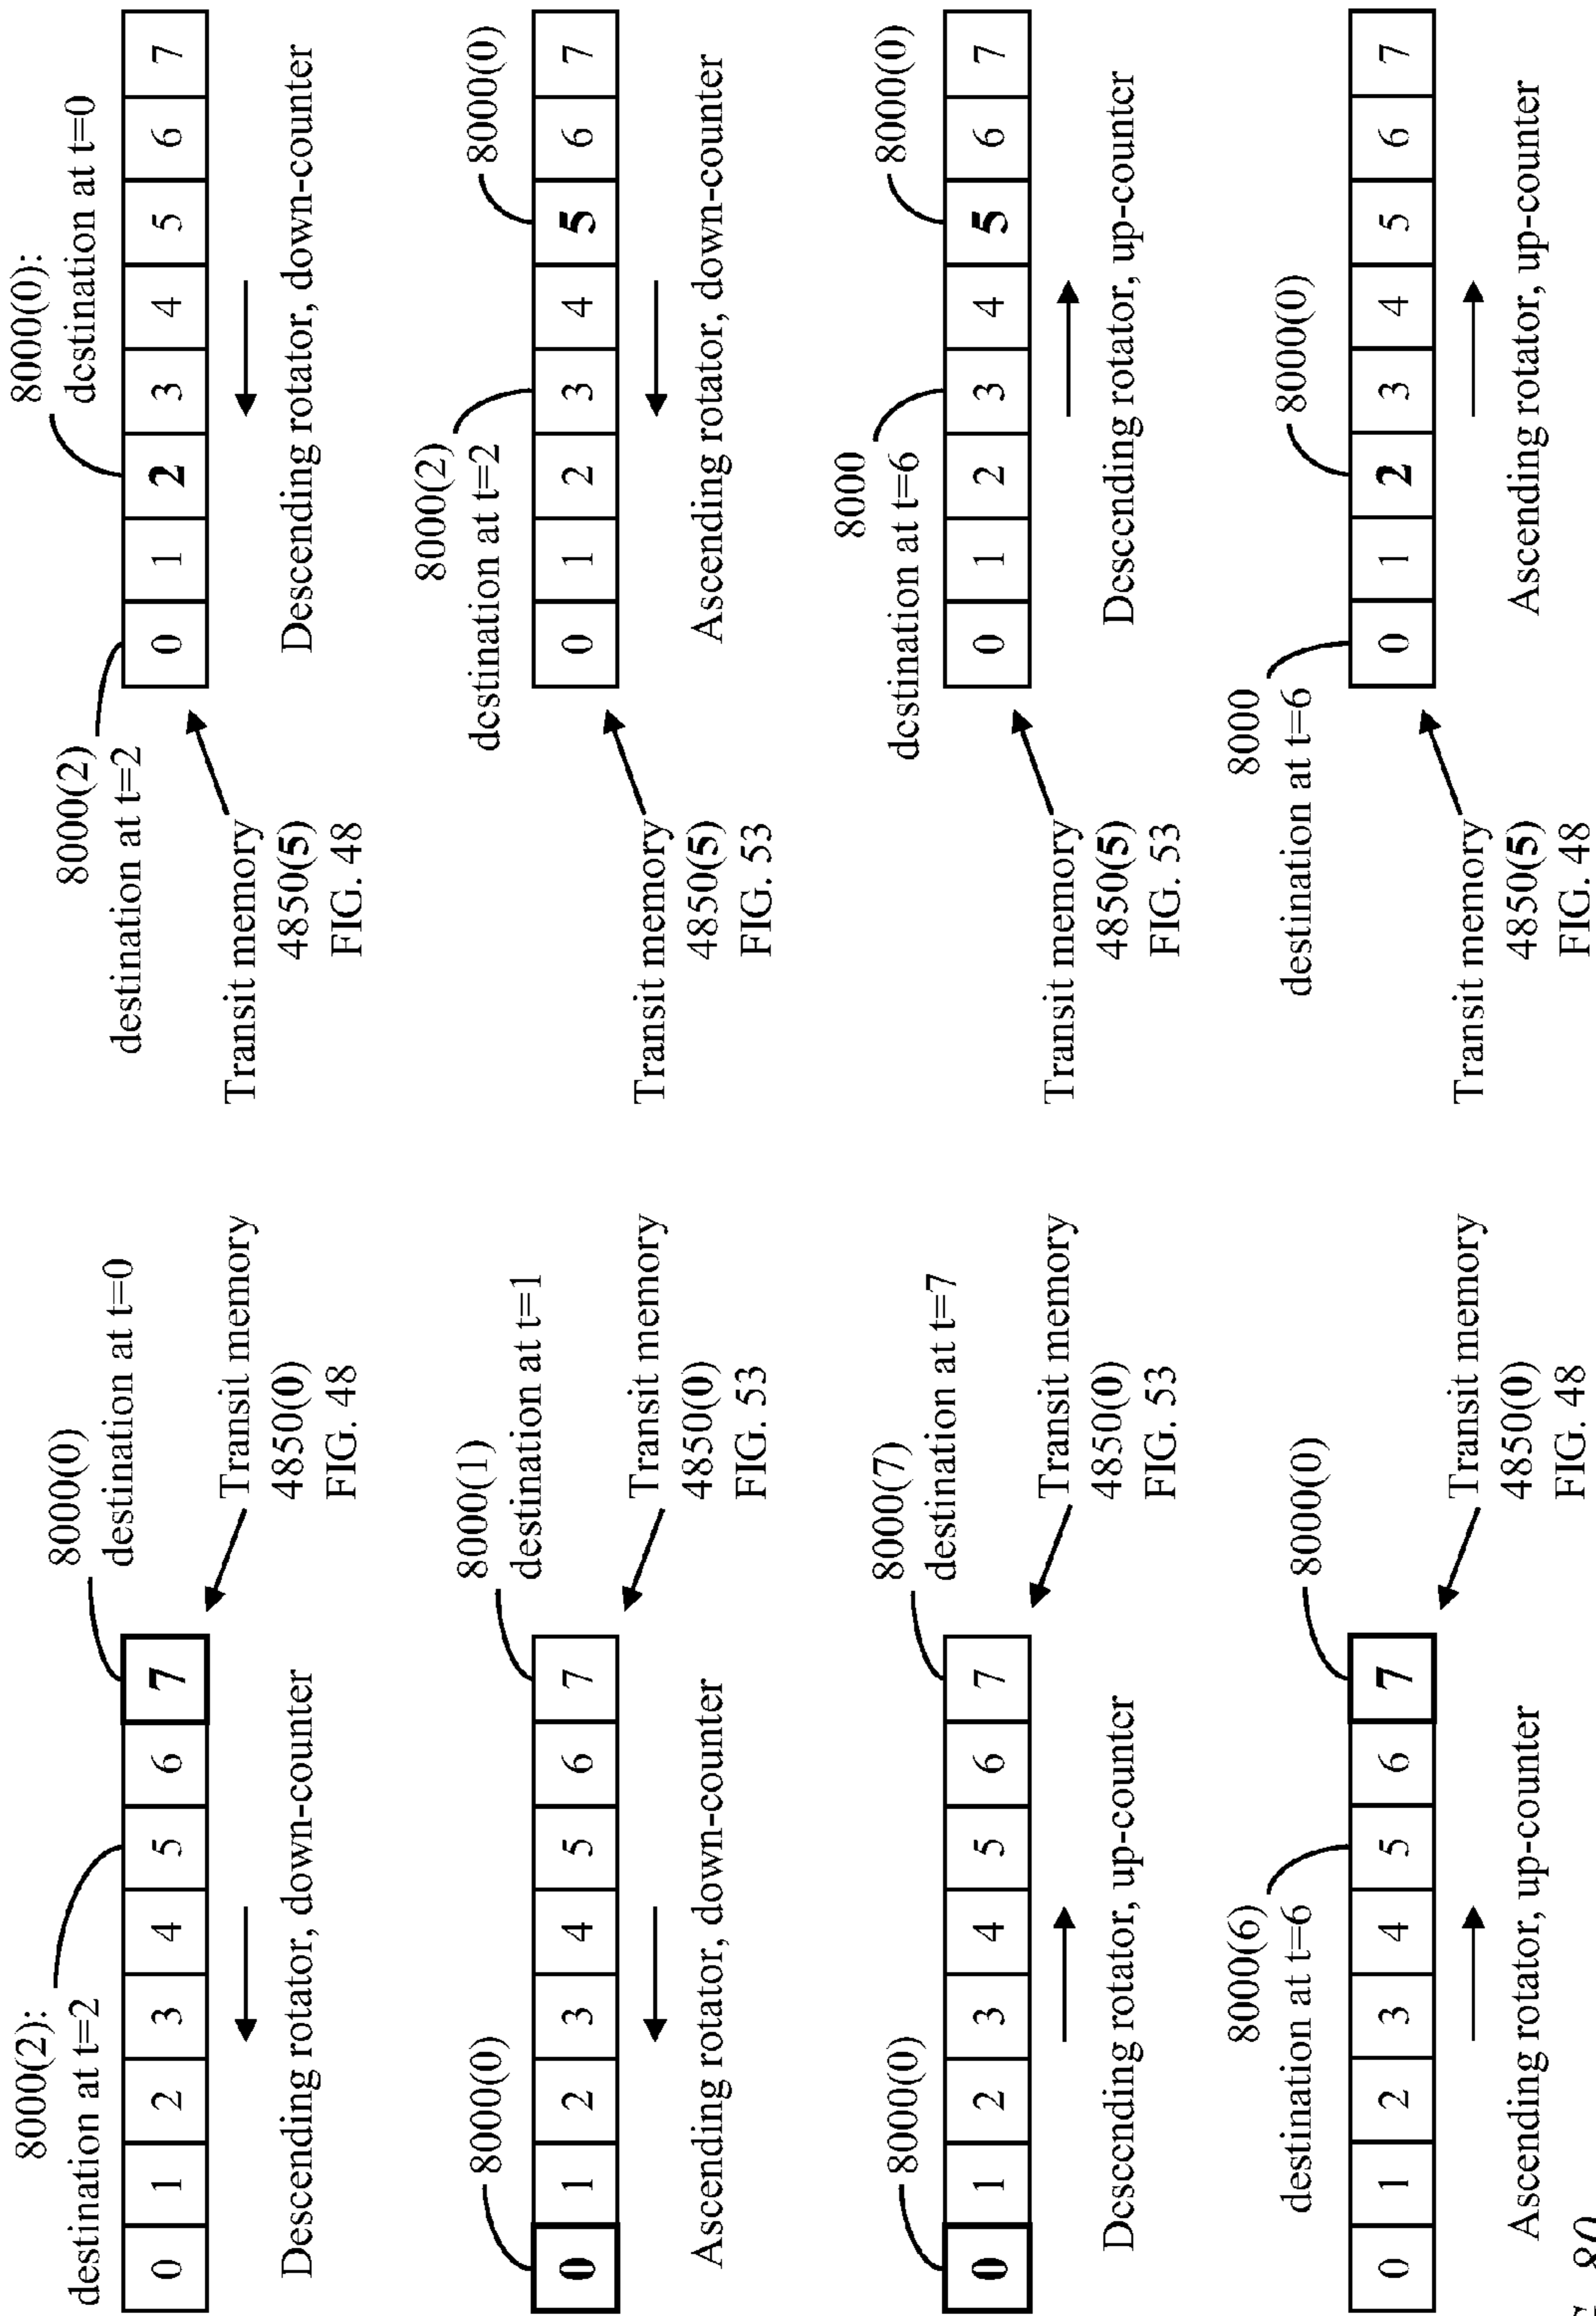 8000(2):
destination at t=2
8000(0)
destination at t=0
0 1 2 3 4 5 6 7
Descending rotator, down-counter
Transit memory
4850(0)
FIG. 48
8000(2)
destination at t=2
8000(0):
destination at t=0
0 1 2 3 4 5 6 7
Transit memory
4850(5)
FIG. 48
Descending rotator, down-counter
8000(0)
8000(1)
destination at t=1
0 1 2 3 4 5 6 7
Ascending rotator, down-counter
Transit memory
4850(0)
FIG. 53
8000(2)
destination at t=2
8000(0)
0 1 2 3 4 5 6 7
Transit memory
4850(5)
FIG. 53
Ascending rotator, down-counter
8000(0)
8000(7)
destination at t=7
0 1 2 3 4 5 6 7
Descending rotator, up-counter
Transit memory
4850(0)
FIG. 53
8000
destination at t=6
8000(0)
0 1 2 3 4 5 6 7
Transit memory
4850(5)
FIG. 53
Descending rotator, up-counter
8000(6)
destination at t=6
8000(0)
0 1 2 3 4 5 6 7
Ascending rotator, up-counter
Transit memory
4850(0)
FIG. 48
8000
destination at t=6
8000(0)
0 1 2 3 4 5 6 7
Transit memory
4850(5)
FIG. 48
Ascending rotator, up-counter
80